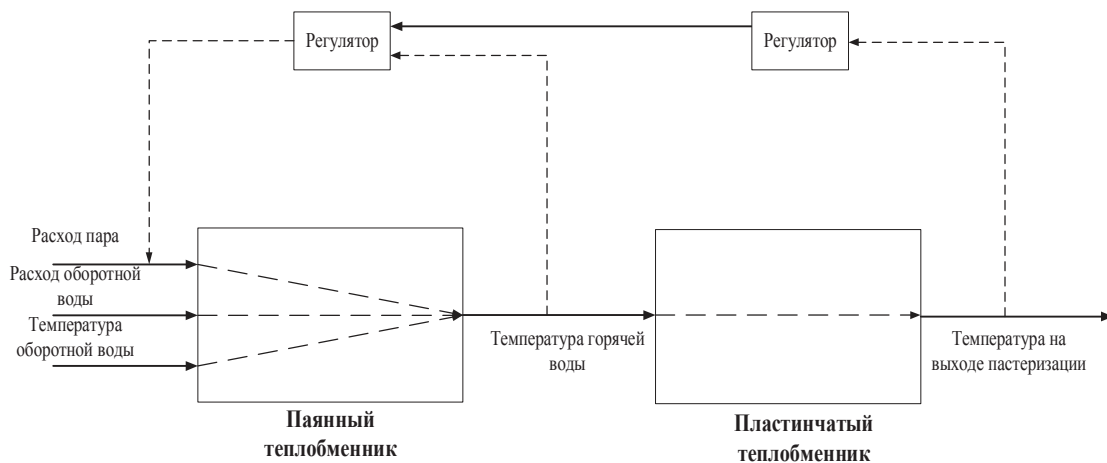 Регулятор
Регулятор
Расход пара
Расход оборотной
воды
Температура
оборотной воды
Температура горячей
воды
Температура на
выходе пастеризации
Паянный
теплобменник
Пластинчатый
теплобменник